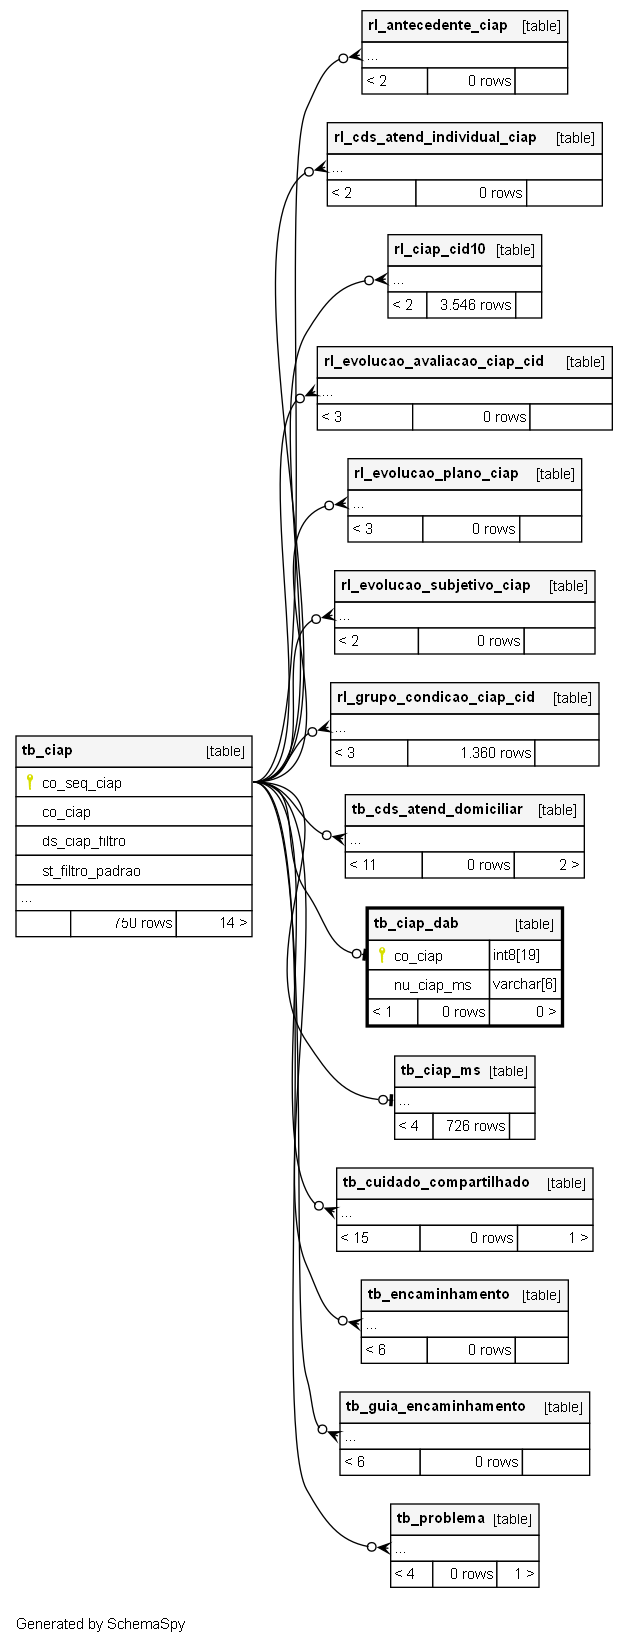 rl_antecedente_ciap [table]
...
< 2 0 rows
rl_cds_atend_individual_ciap [table]
...
< 2 0 rows
rl_ciap_cid10 [table]
...
< 2 3.546 rows
rl_evolucao_avaliacao_ciap_cid [table]
...
< 3 0 rows
rl_evolucao_plano_ciap [table]
...
< 3 0 rows
rl_evolucao_subjetivo_ciap [table]
...
< 2 0 rows
rl_grupo_condicao_ciap_cid [table]
...
< 3 1.360 rows
tb_ciap [table]
co_seq_ciap
co_ciap
ds_ciap_filtro
st_filtro_padrao
...
750 rows 14 >
tb_cds_atend_domiciliar [table]
...
< 11 0 rows 2 >
tb_ciap_dab [table]
co_ciap int8[19]
nu_ciap_ms varchar[6]
< 1 0 rows 0 >
tb_ciap_ms [table]
...
< 4 726 rows
tb_cuidado_compartilhado [table]
...
< 15 0 rows 1 >
tb_encaminhamento [table]
...
< 6 0 rows
tb_guia_encaminhamento [table]
...
< 6 0 rows
tb_problema [table]
...
< 4 0 rows 1 >
Generated by SchemaSpy